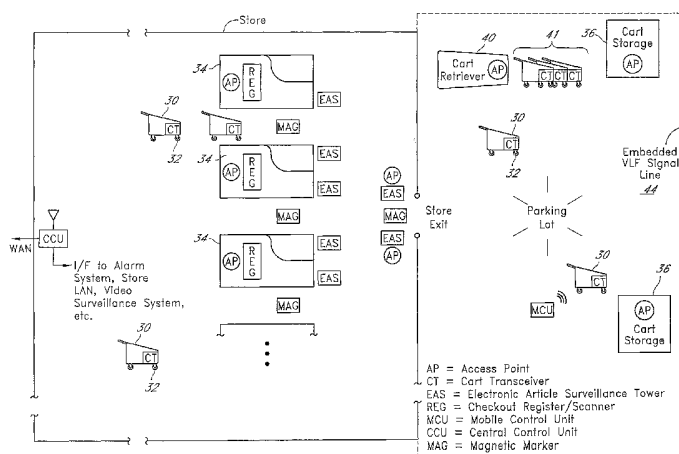 Store
34
AP
REG
EAS
30
CT
32
CT
MAG
34
AP
REG
EAS
EAS
MAG
34
AP
REG
EAS
EAS
MAG
AP
EAS
MAG
EAS
AP
Store
Exit
WAN
CCU
I/F to Alarm
System, Store
LAN, Video
Surveillance System,
etc.
30
CT
32
40
Cart
Retriever
AP
41
CT
CT
CT
36
Cart
Storage
AP
30
CT
32
Embedded
VLF Signal
Line
44
Parking
Lot
30
CT
MCU
36
AP
Cart
Storage
AP = Access Point
CT = Cart Transceiver
EAS = Electronic Article Surveillance Tower
REG = Checkout Register/Scanner
MCU = Mobile Control Unit
CCU = Central Control Unit
MAG = Magnetic Marker